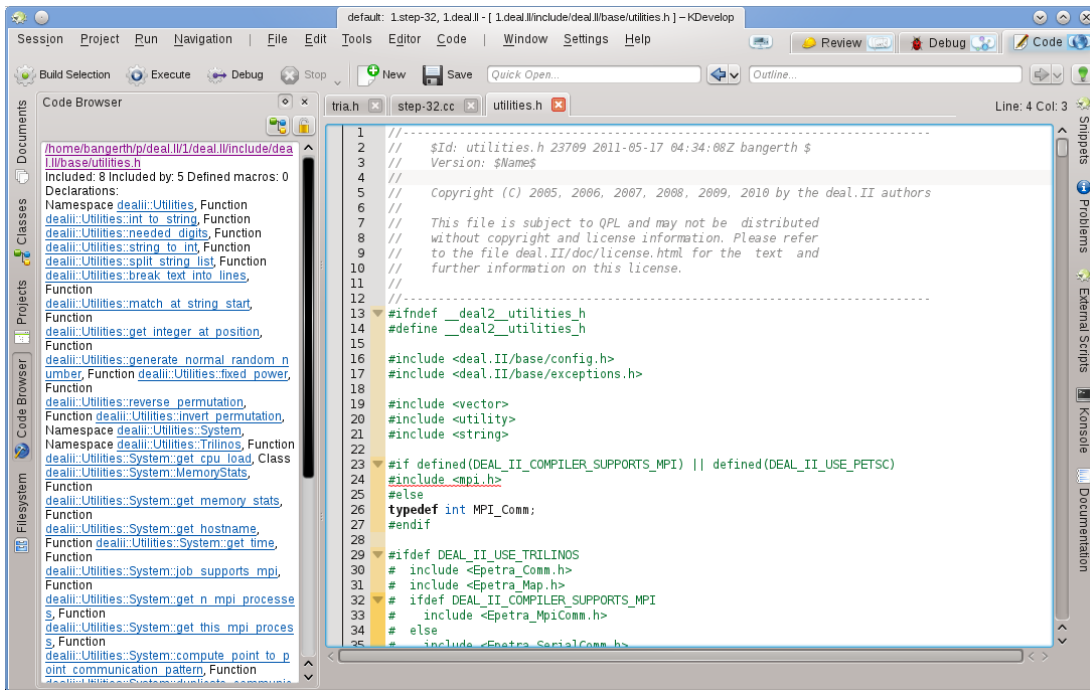 default: 1.step-32, 1.deal.II - [ 1.deal.II/include/deal.II/base/utilities.h ] – KDevelop
Session Project Run Navigation | File Edit Tools Editor Code | Window Settings Help Review Debug Code
Build Selection Execute Debug Stop New Save Quick Open... Outline...
Documents
Classes
Projects
Code Browser
Filesystem
Code Browser
/home/bangerth/p/deal.II/1/deal.II/include/dea
l.II/base/utilities.h
Included: 8 Included by: 5 Defined macros: 0
Declarations:
Namespace dealii::Utilities, Function
dealii::Utilities::int_to_string, Function
dealii::Utilities::needed_digits, Function
dealii::Utilities::string_to_int, Function
dealii::Utilities::split_string_list, Function
dealii::Utilities::break_text_into_lines,
Function
dealii::Utilities::match_at_string_start,
Function
dealii::Utilities::get_integer_at_position,
Function
dealii::Utilities::generate_normal_random_n
umber, Function dealii::Utilities::fixed_power,
Function
dealii::Utilities::reverse_permutation,
Function dealii::Utilities::invert_permutation,
Namespace dealii::Utilities::System,
Namespace dealii::Utilities::Trilinos, Function
dealii::Utilities::System::get_cpu_load, Class
dealii::Utilities::System::MemoryStats,
Function
dealii::Utilities::System::get_memory_stats,
Function
dealii::Utilities::System::get_hostname,
Function dealii::Utilities::System::get_time,
Function
dealii::Utilities::System::job_supports_mpi,
Function
dealii::Utilities::System::get_n_mpi_processe
s, Function
dealii::Utilities::System::get_this_mpi_proces
s, Function
dealii::Utilities::System::compute_point_to_p
oint_communication_pattern, Function
tria.h step-32.cc utilities.h Line: 4 Col: 3
1 //------------------------------------------------------------------------------
2 // $Id: utilities.h 23709 2011-05-17 04:34:08Z bangerth $
3 // Version: $Name$
4 //
5 // Copyright (C) 2005, 2006, 2007, 2008, 2009, 2010 by the deal.II authors
6 //
7 // This file is subject to QPL and may not be distributed
8 // without copyright and license information. Please refer
9 // to the file deal.II/doc/license.html for the text and
10 // further information on this license.
11 //
12 //------------------------------------------------------------------------------
13 #ifndef __deal2__utilities_h
14 #define __deal2__utilities_h
15
16 #include <deal.II/base/config.h>
17 #include <deal.II/base/exceptions.h>
18
19 #include <vector>
20 #include <utility>
21 #include <string>
22
23 #if defined(DEAL_II_COMPILER_SUPPORTS_MPI) || defined(DEAL_II_USE_PETSC)
24 #include <mpi.h>
25 #else
26 typedef int MPI_Comm;
27 #endif
28
29 #ifdef DEAL_II_USE_TRILINOS
30 # include <Epetra_Comm.h>
31 # include <Epetra_Map.h>
32 # ifdef DEAL_II_COMPILER_SUPPORTS_MPI
33 # include <Epetra_MpiComm.h>
34 # else
35 # include <Epetra_SerialComm.h>
Snippets
Problems
External Scripts
Konsole
Documentation